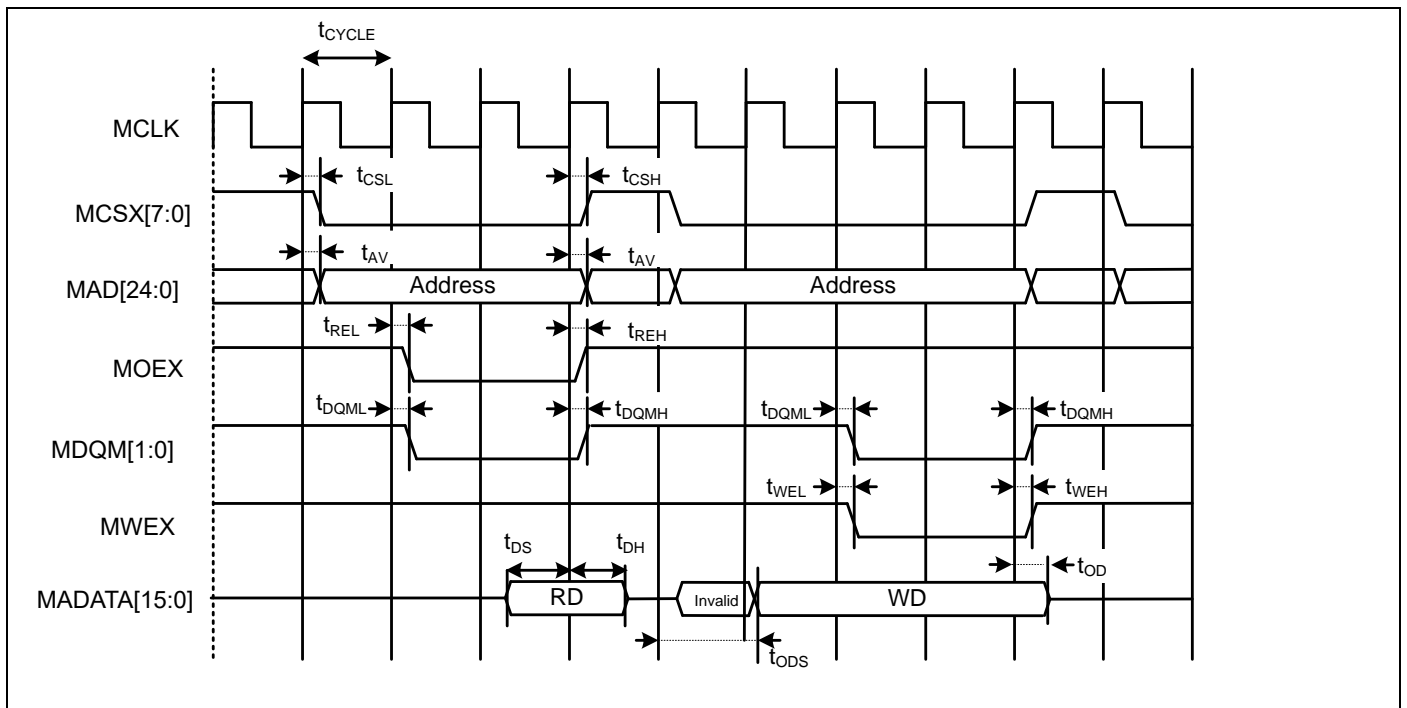 tCYCLE
MCLK
tCSL tCSH
MCSX[7:0]
tAV tAV
MAD[24:0] Address Address
tREL tREH
MOEX
tDQML tDQMH tDQML tDQMH
MDQM[1:0]
tWEL tWEH
MWEX
tDS tDH
tOD
MADATA[15:0] RD Invalid WD
tODS